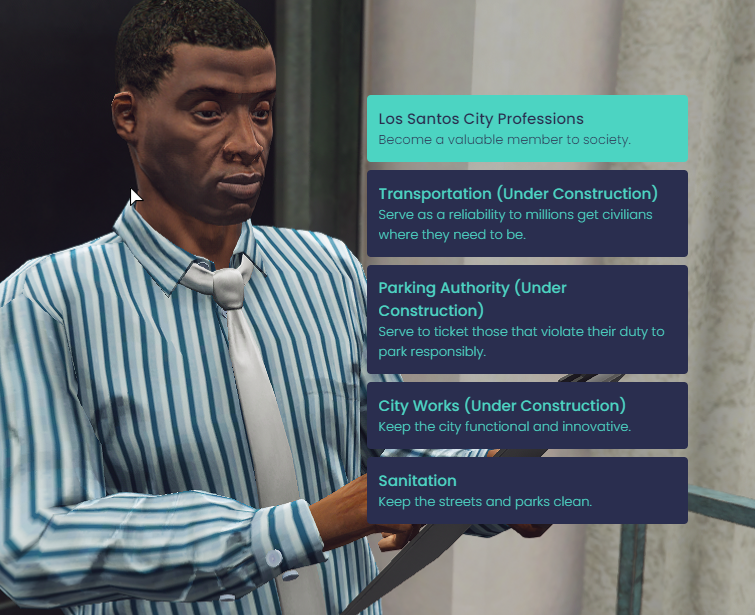 Los Santos City Professions
Become a valuable member to society.
Transportation (Under Construction)
Serve as a reliability to millions get civilians
where they need to be.
Parking Authority (Under
Construction)
Serve to ticket those that violate their duty to
park responsibly.
City Works (Under Construction)
Keep the city functional and innovative.
Sanitation
Keep the streets and parks clean.